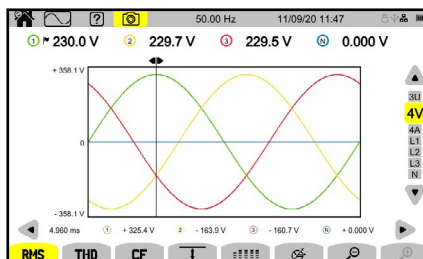 ? 50.00 Hz 11/09/20 11:47
1 230.0 V 2 229.7 V 3 229.5 V N 0.000 V
+ 358.1 V
0
- 358.1 V
3U
4V
4A
L1
L2
L3
N
4.960 ms 1 + 325.4 V 2 - 163.9 V 3 - 160.7 V N + 0.000 V
RMS THD CF